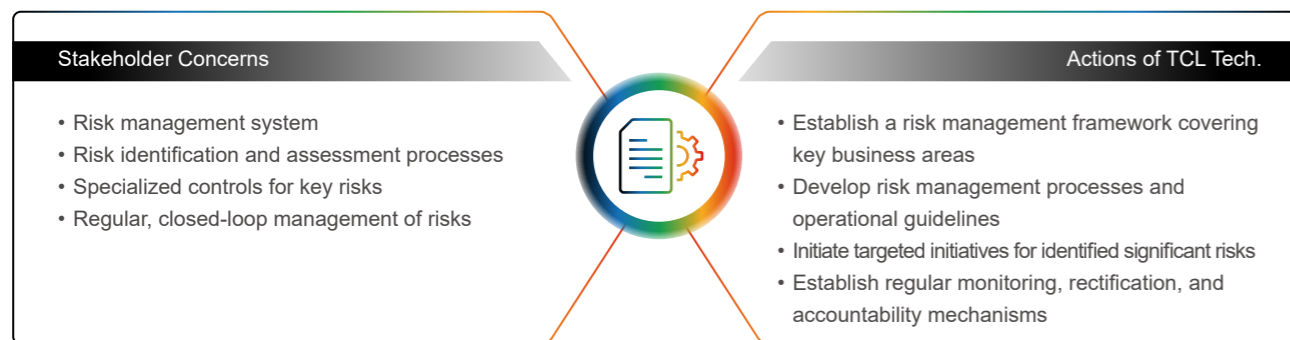 Stakeholder Concerns
• Risk management system
• Risk identification and assessment processes
• Specialized controls for key risks
• Regular, closed-loop management of risks
Actions of TCL Tech.
• Establish a risk management framework covering
key business areas
• Develop risk management processes and
operational guidelines
• Initiate targeted initiatives for identified significant risks
• Establish regular monitoring, rectification, and
accountability mechanisms